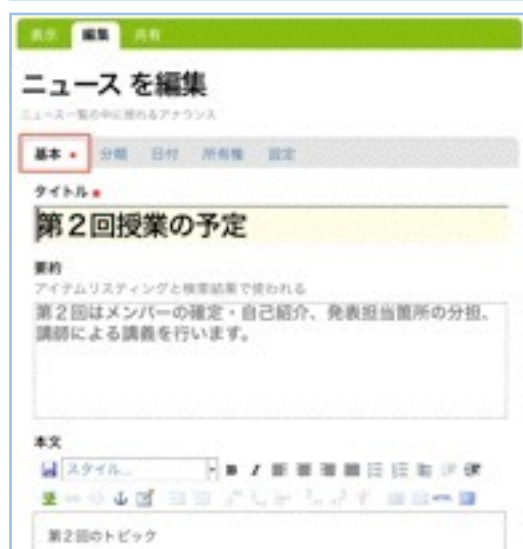 表示 編集 共有
ニュース を編集
ニュース一覧の中に現れるアナウンス
基本 分類 日付 所有権 設定
タイトル
第2回授業の予定
要約
アイテムリスティングと検索結果で使われる
第2回はメンバーの確定・自己紹介、発表担当箇所の分担、
講師による講義を行います。
本文
スタイル...
第2回のトピック